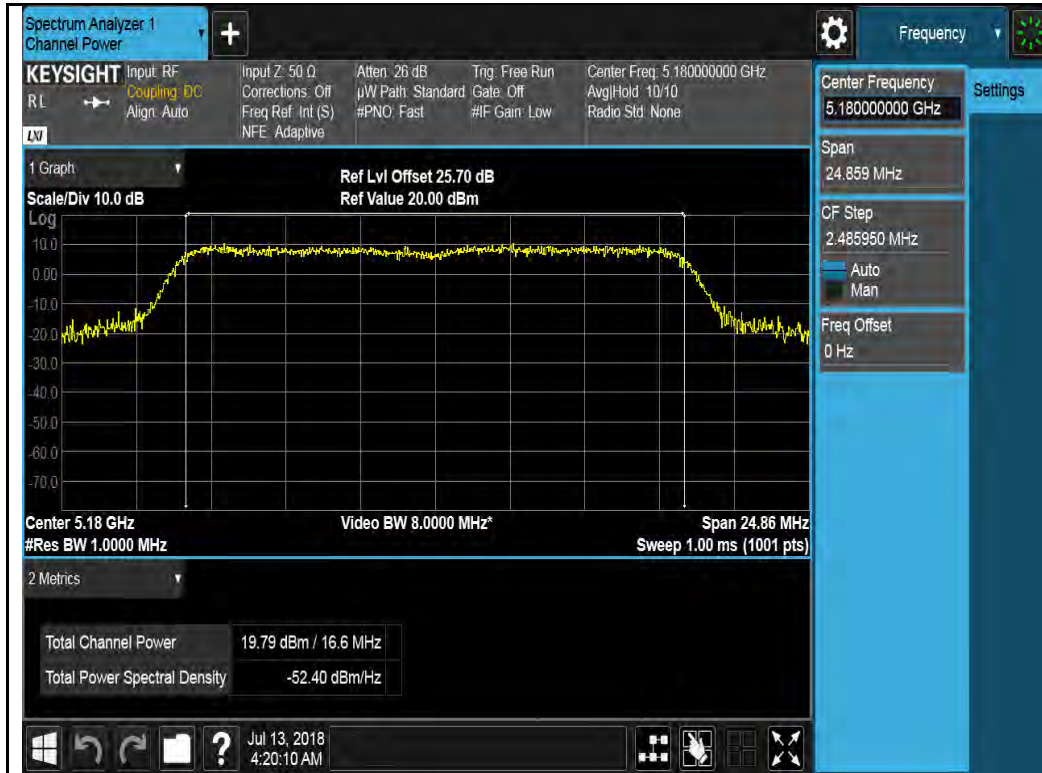 Spectrum Analyzer 1
Channel Power
+
Frequency
KEYSIGHT
RL
LXI
Input: RF
Coupling: DC
Align: Auto
Input Z: 50 Ω
Corrections: Off
Freq Ref: Int (S)
NFE: Adaptive
Atten: 26 dB
µW Path: Standard
#PNO: Fast
Trig: Free Run
Gate: Off
#IF Gain: Low
Center Freq: 5.180000000 GHz
Avg|Hold: 10/10
Radio Std: None
Center Frequency
5.180000000 GHz
Settings
Span
24.859 MHz
CF Step
2.485950 MHz
Auto
Man
Freq Offset
0 Hz
1 Graph
Scale/Div 10.0 dB
Ref Lvl Offset 25.70 dB
Ref Value 20.00 dBm
Log
10.0
0.00
-10.0
-20.0
-30.0
-40.0
-50.0
-60.0
-70.0
Center 5.18 GHz
#Res BW 1.0000 MHz
Video BW 8.0000 MHz*
Span 24.86 MHz
Sweep 1.00 ms (1001 pts)
2 Metrics
Total Channel Power 19.79 dBm / 16.6 MHz
Total Power Spectral Density -52.40 dBm/Hz
?
Jul 13, 2018
4:20:10 AM